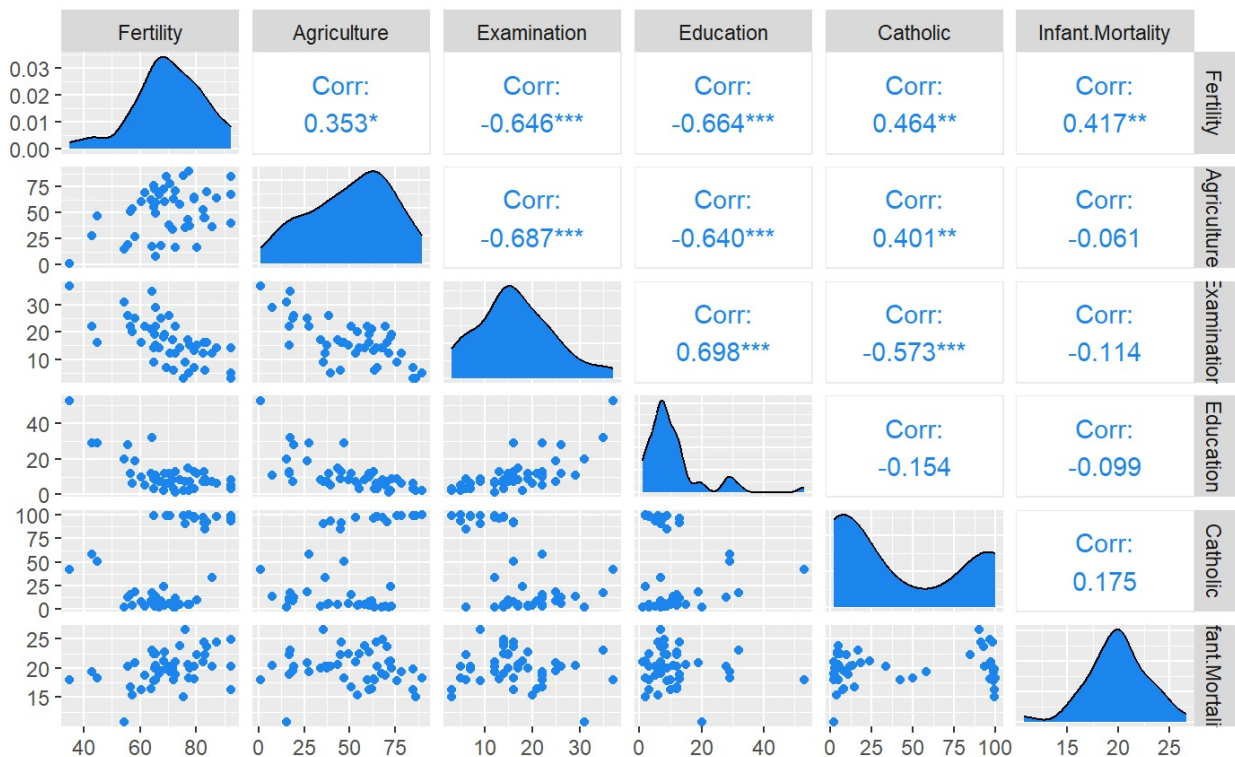 Fertility Agriculture Examination Education Catholic Infant.Mortality
0.03
0.02
0.01
0.00
Corr:
0.353*
Corr:
-0.646***
Corr:
-0.664***
Corr:
0.464**
Corr:
0.417**
Fertility
75
50
25
0
Corr:
-0.687***
Corr:
-0.640***
Corr:
0.401**
Corr:
-0.061
Agriculture
30
20
10
Corr:
0.698***
Corr:
-0.573***
Corr:
-0.114
Examination
40
20
0
Corr:
-0.154
Corr:
-0.099
Education
100
75
50
25
0
Corr:
0.175
Catholic
25
20
15
nfant.Mortali
40 60 80 0 25 50 75 10 20 30 0 20 40 0 25 50 75 100 15 20 25